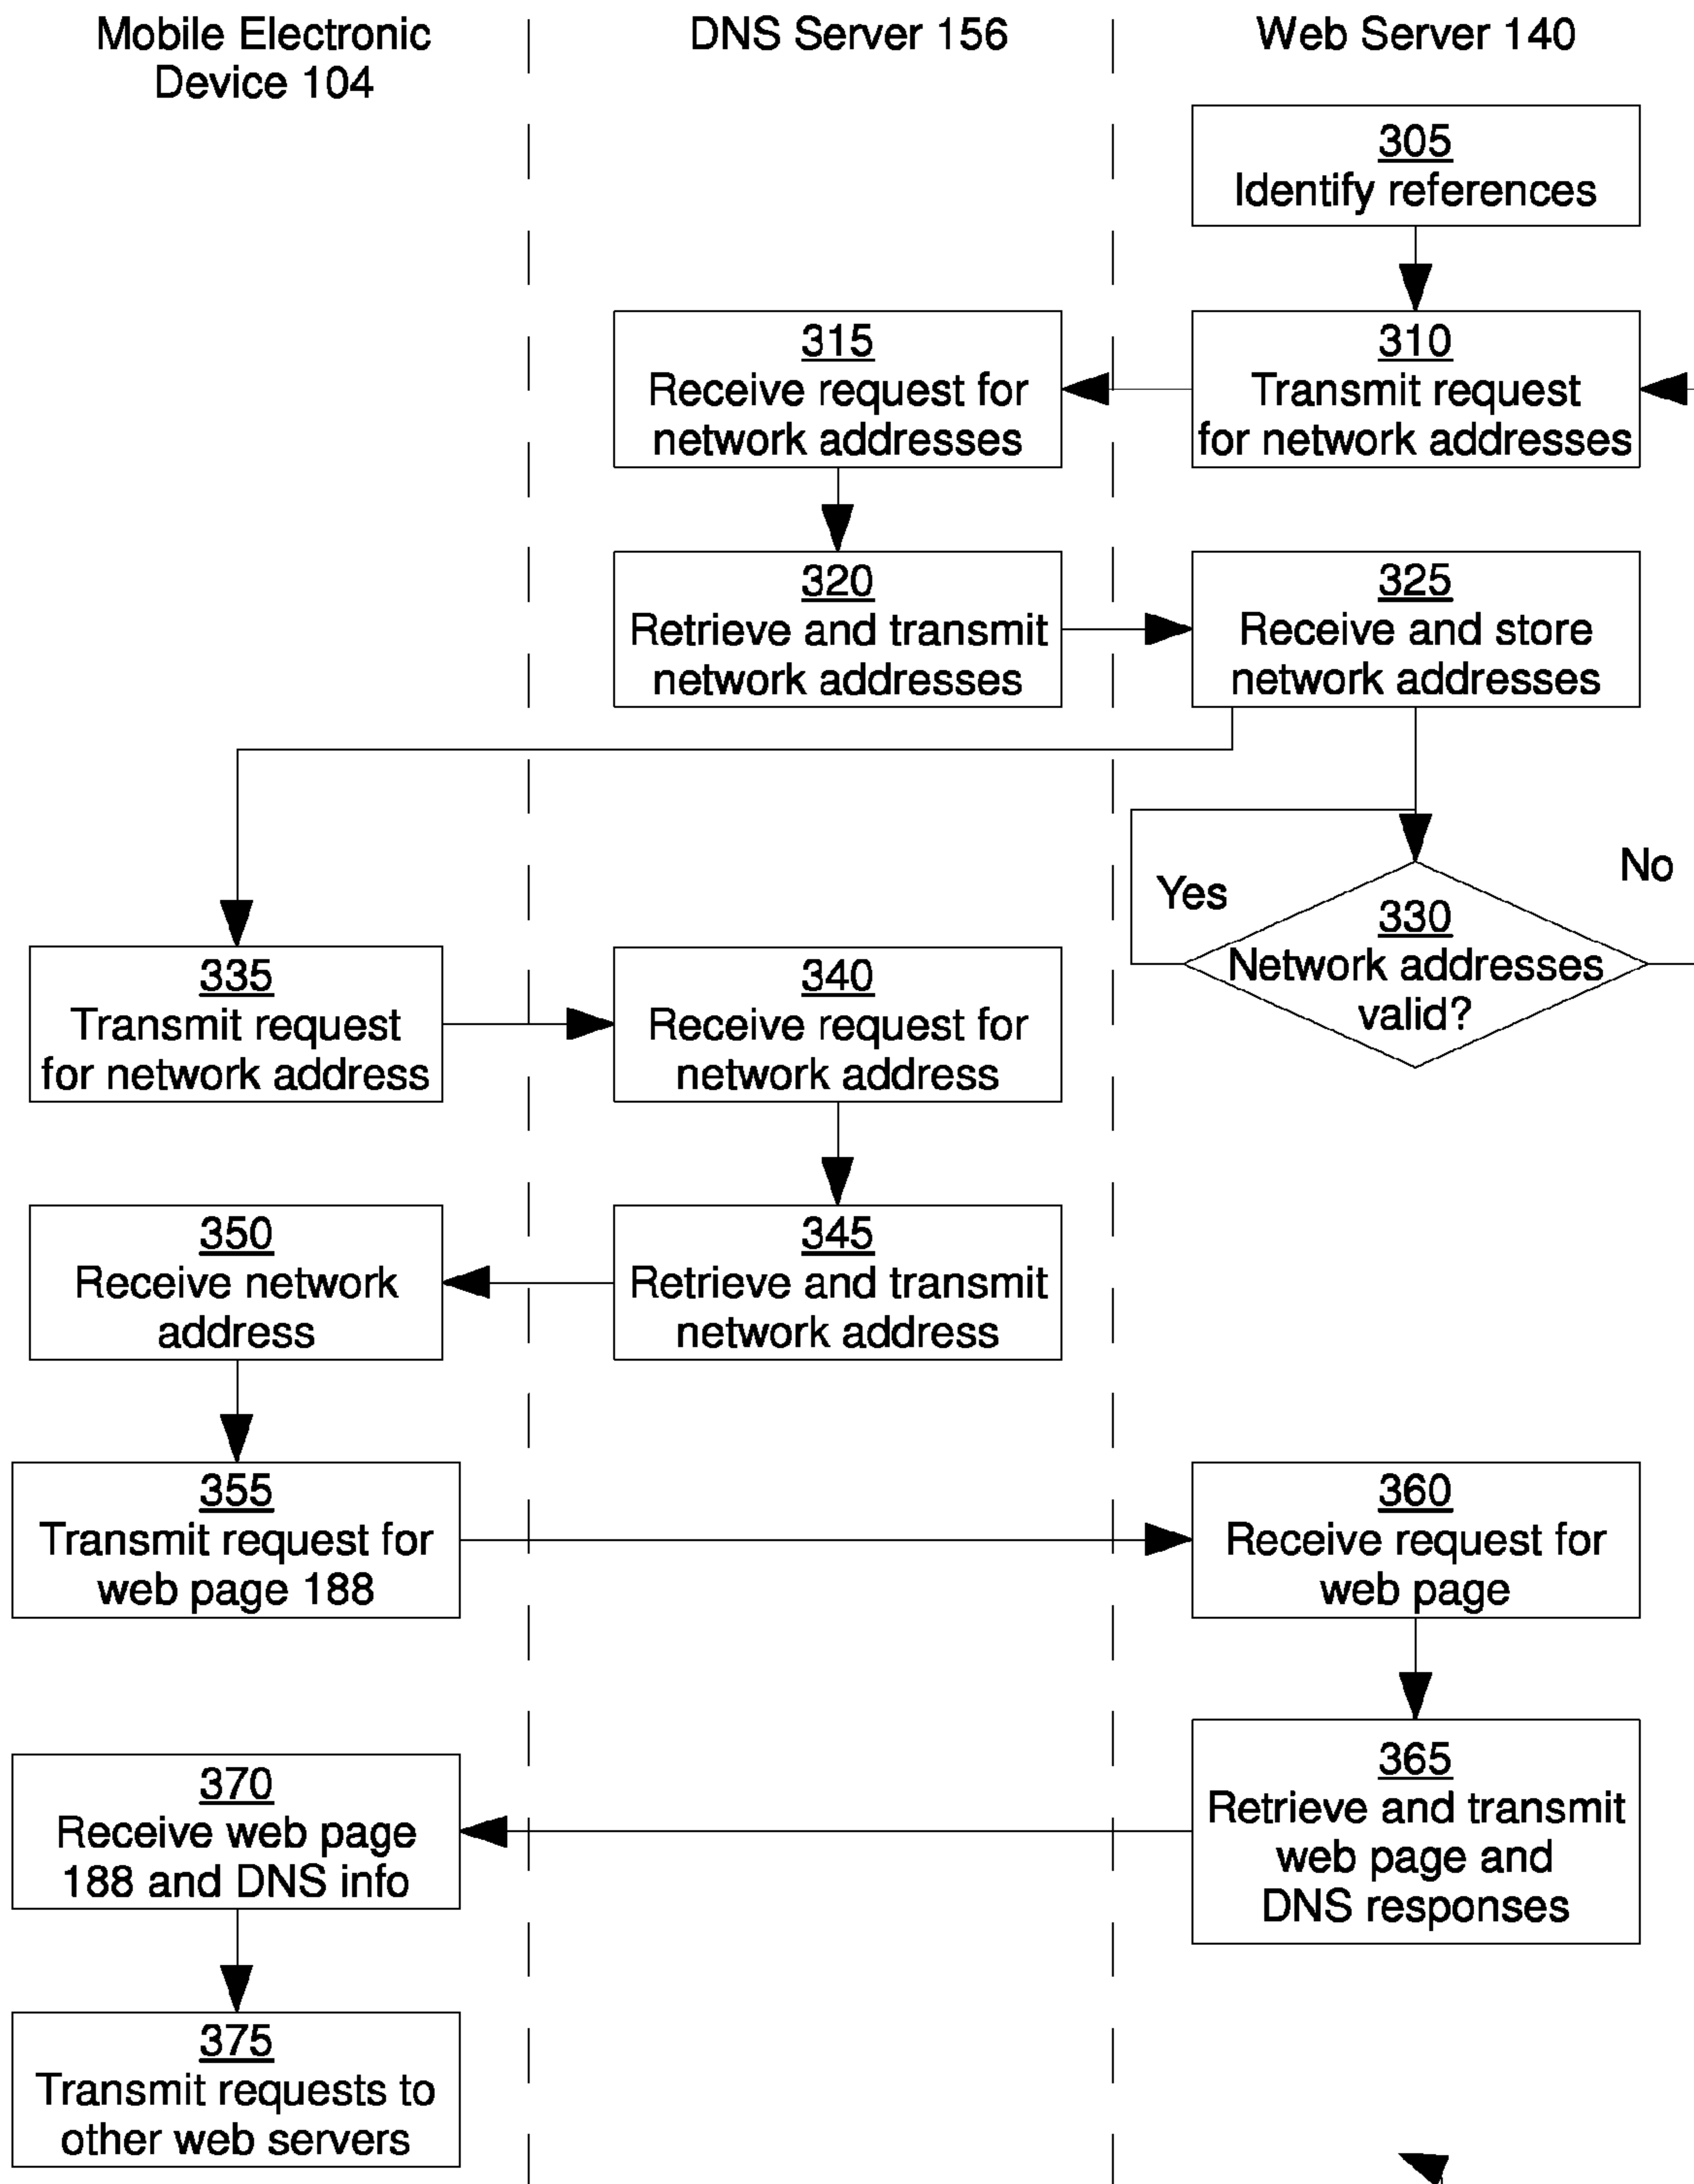 Mobile Electronic
Device 104
DNS Server 156
Web Server 140
305
Identify references
315
Receive request for
network addresses
310
Transmit request
for network addresses
320
Retrieve and transmit
network addresses
325
Receive and store
network addresses
Yes
No
330
Network addresses
valid?
335
Transmit request
for network address
340
Receive request for
network address
350
Receive network
address
345
Retrieve and transmit
network address
355
Transmit request for
web page 188
360
Receive request for
web page
370
Receive web page
188 and DNS info
365
Retrieve and transmit
web page and
DNS responses
375
Transmit requests to
other web servers